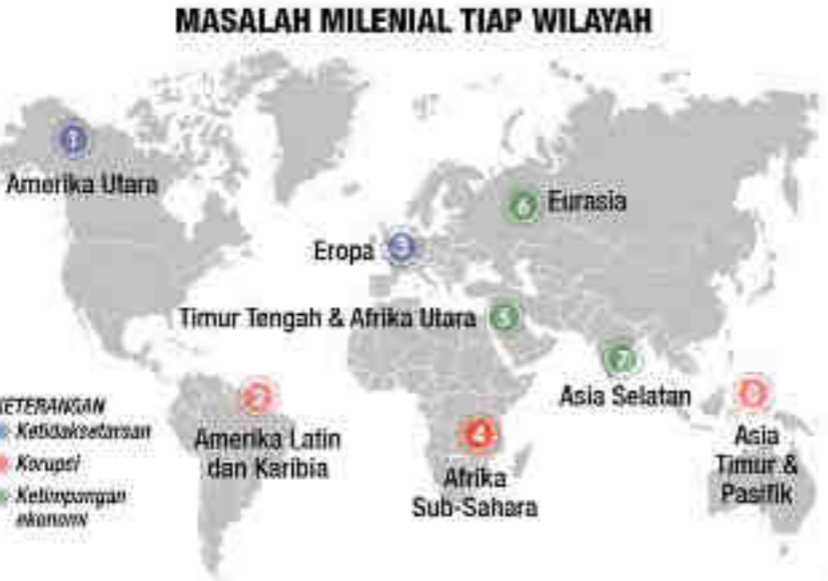 MASALAH MILENIAL TIAP WILAYAH
1
Amerika Utara
6 Eurasia
Eropa 3
Timur Tengah & Afrika Utara 5
7
Asia Selatan
2
Amerika Latin
dan Karibia
4
Afrika
Sub-Sahara
Asia
Timur &
Pasifik
KETERANGAN
Ketidaksetaraan
Korupsi
Ketimpangan
ekonomi